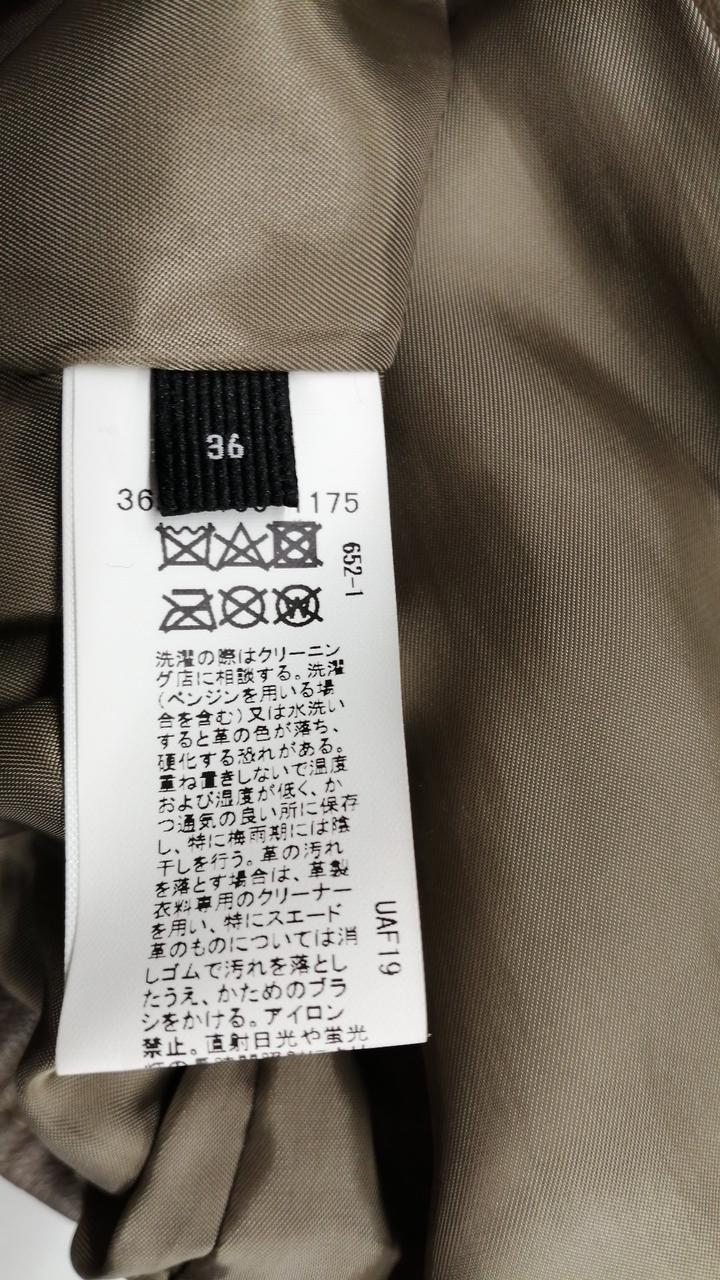 36
36 1175
652-1
洗濯の際はクリーニン
グ店に相談する。洗濯
(ベンジンを用いる場
合を含む)又は水洗い
すると革の色が落ち、
硬化する恐れがある。
重ね置きしないで温度
および湿度が低く、か
つ通気の良い所に保存
し、特に梅雨期には陰
干しを行う。革の汚れ
を落とす場合は、革製
衣料専用のクリーナー
を用い、特にスエード
革のものについては消
しゴムで汚れを落とし
たうえ、かためのブラ
シをかける。アイロン
禁止。直射日光や蛍光
UAF19